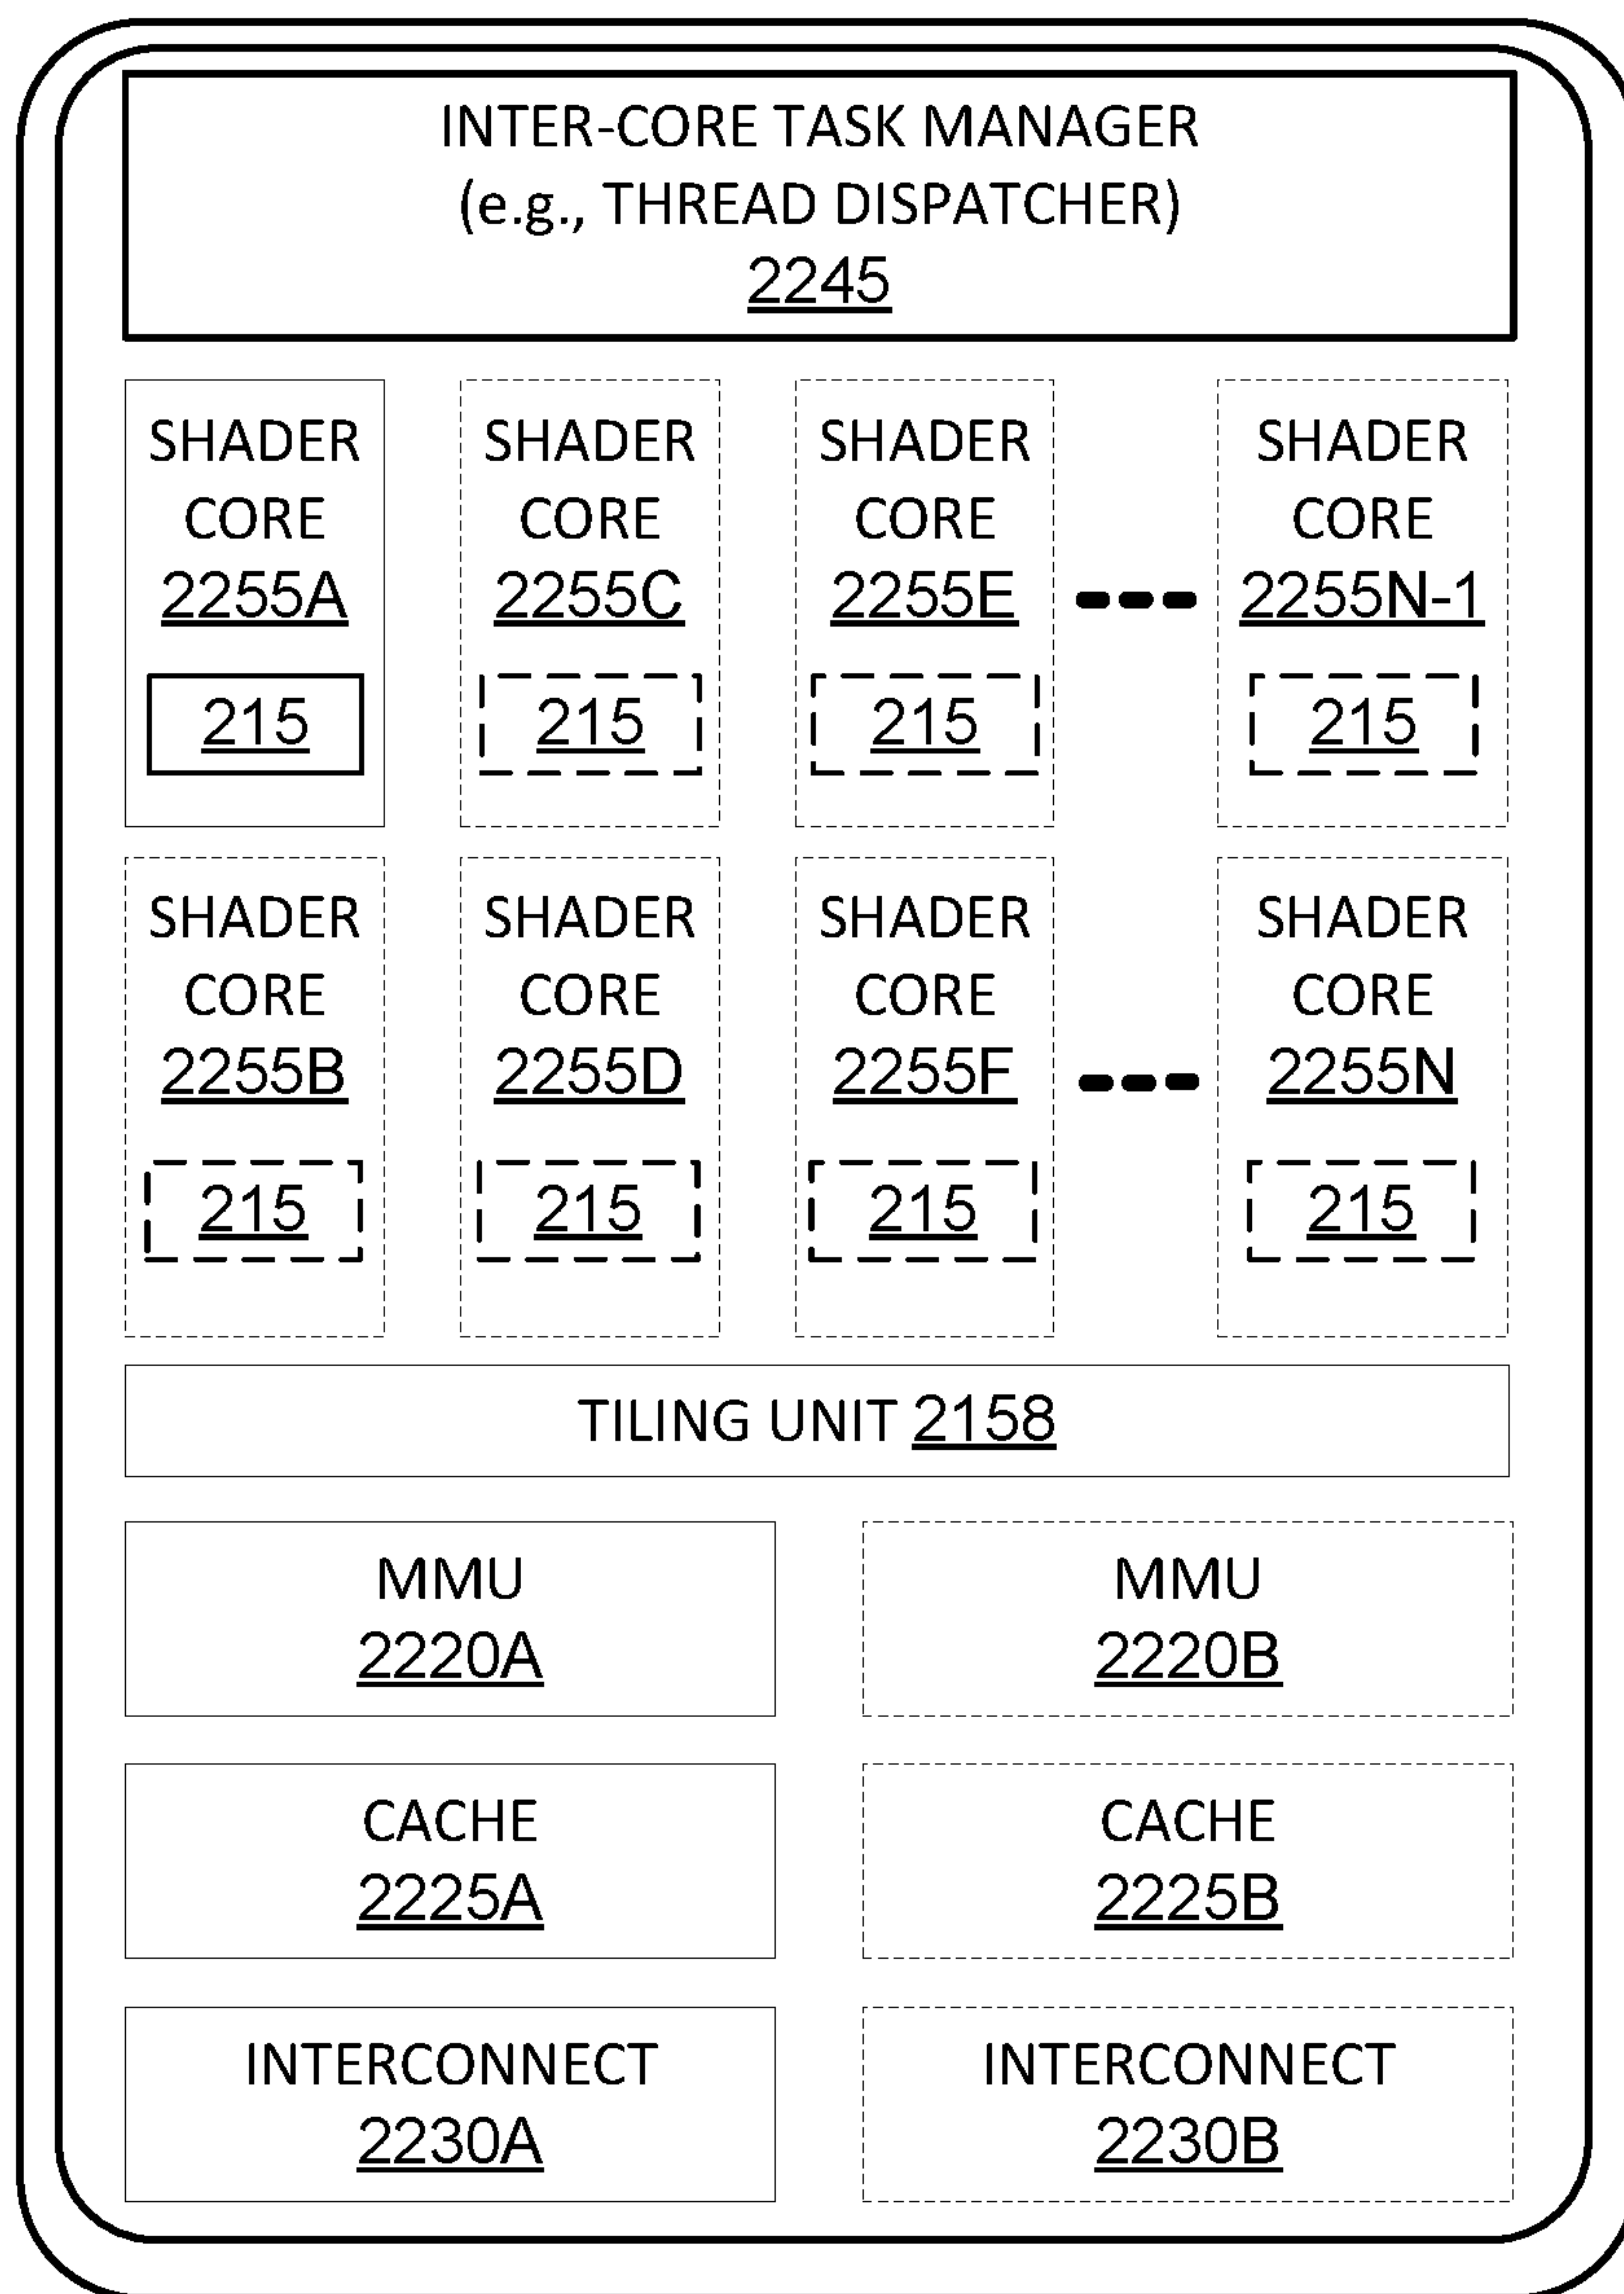 INTER-CORE TASK MANAGER
(e.g., THREAD DISPATCHER)
2245
SHADER
CORE
2255A
215
SHADER
CORE
2255C
215
SHADER
CORE
2255E
215
SHADER
CORE
2255N-1
215
SHADER
CORE
2255B
215
SHADER
CORE
2255D
215
SHADER
CORE
2255F
215
SHADER
CORE
2255N
215
TILING UNIT 2158
MMU
2220A
MMU
2220B
CACHE
2225A
CACHE
2225B
INTERCONNECT
2230A
INTERCONNECT
2230B